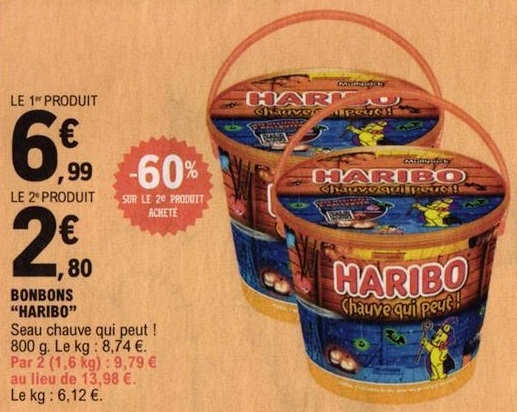 LE 1er PRODUIT
6€,99
-60%
SUR LE 2e PRODUIT
ACHETÉ
LE 2e PRODUIT
2€,80
BONBONS
"HARIBO"
Seau chauve qui peut !
800 g. Le kg : 8,74 €.
Par 2 (1,6 kg) : 9,79 €
au lieu de 13,98 €.
Le kg : 6,12 €.
Multipack
HARIBO
Chauve qui peut !
Multipack
HARIBO
Chauve qui peut !
HARIBO
Chauve qui peut !